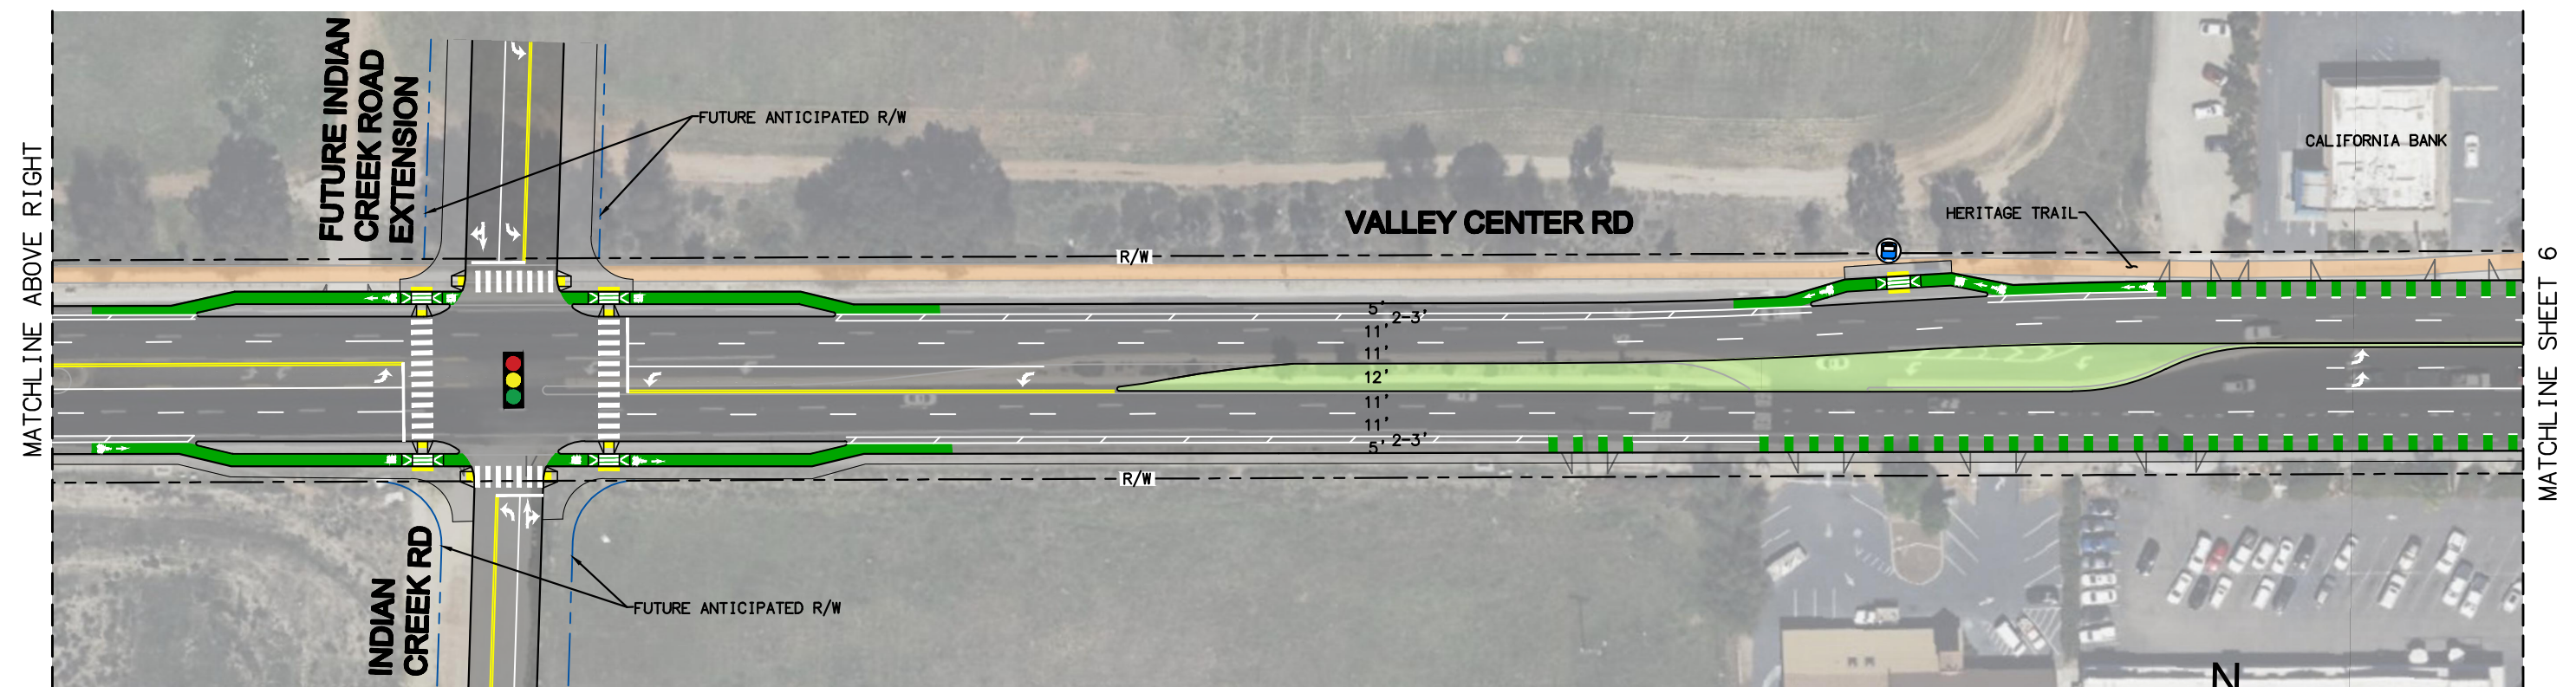 MATCHLINE ABOVE RIGHT
FUTURE INDIAN
CREEK ROAD
EXTENSION
FUTURE ANTICIPATED R/W
VALLEY CENTER RD
R/W
HERITAGE TRAIL
CALIFORNIA BANK
MATCHLINE SHEET 6
5'
2-3'
11'
11'
12'
11'
11'
2-3'
5'
R/W
INDIAN
CREEK RD
FUTURE ANTICIPATED R/W
N